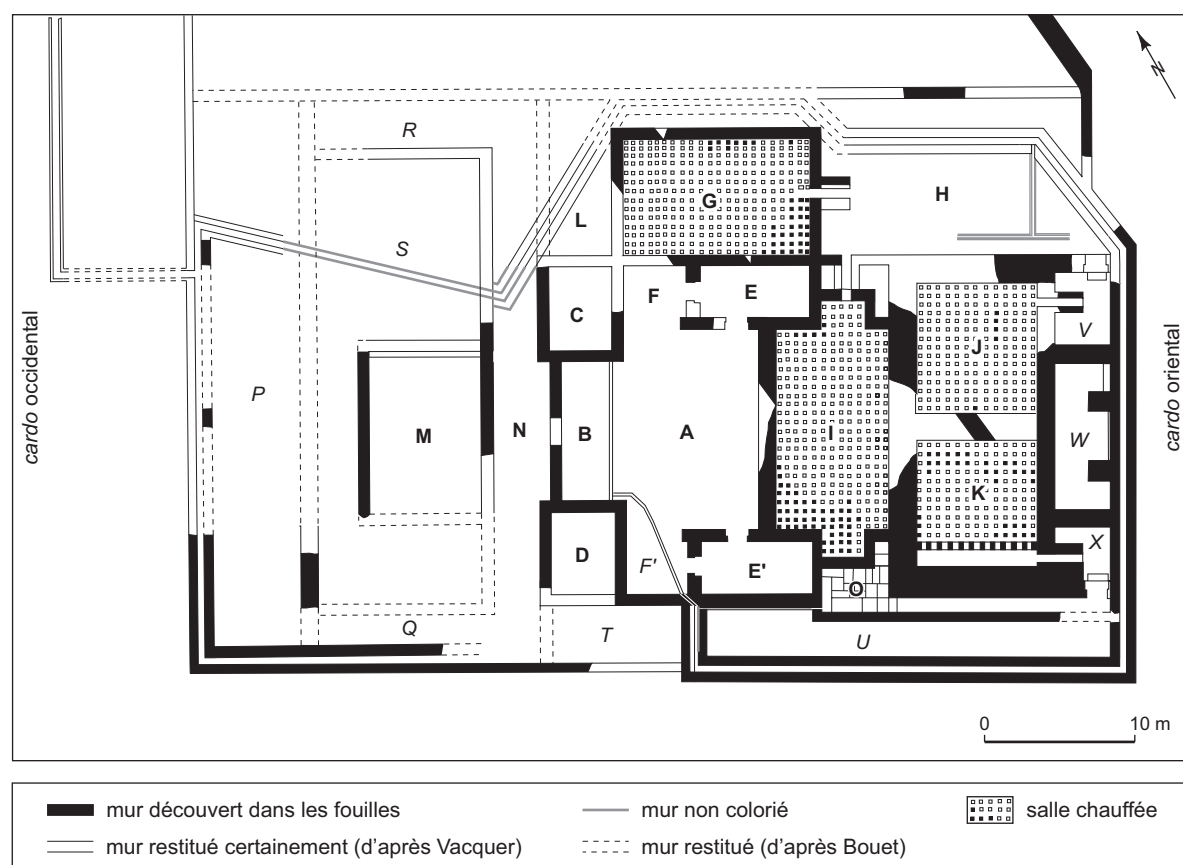 N
R
H
G
L
S
F
E
C
V
J
cardo occidental
P
M
N
B
A
I
W
cardo oriental
K
D
F'
E'
O
X
Q
T
U
0 10 m
mur découvert dans les fouilles
mur non colorié
salle chauffée
mur restitué certainement (d'après Vacquer)
mur restitué (d'après Bouet)